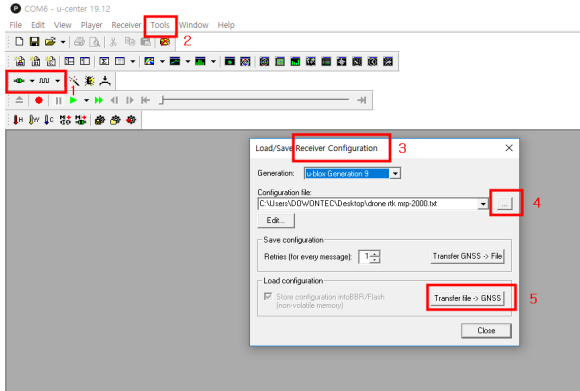 COM6 - u-center 19.12
File Edit View Player Receiver Tools Window Help
2
1
Load/Save Receiver Configuration
3
Generation: u-blox Generation 9
Configuration file:
C:\Users\DOWONTEC\Desktop\drone rtk mrp-2000.txt
...
4
Edit...
Save configuration
Retries (for every message): 1
Transfer GNSS -> File
Load configuration
Store configuration intoBBR/Flash
(non-volatile memory)
Transfer file -> GNSS
5
Close